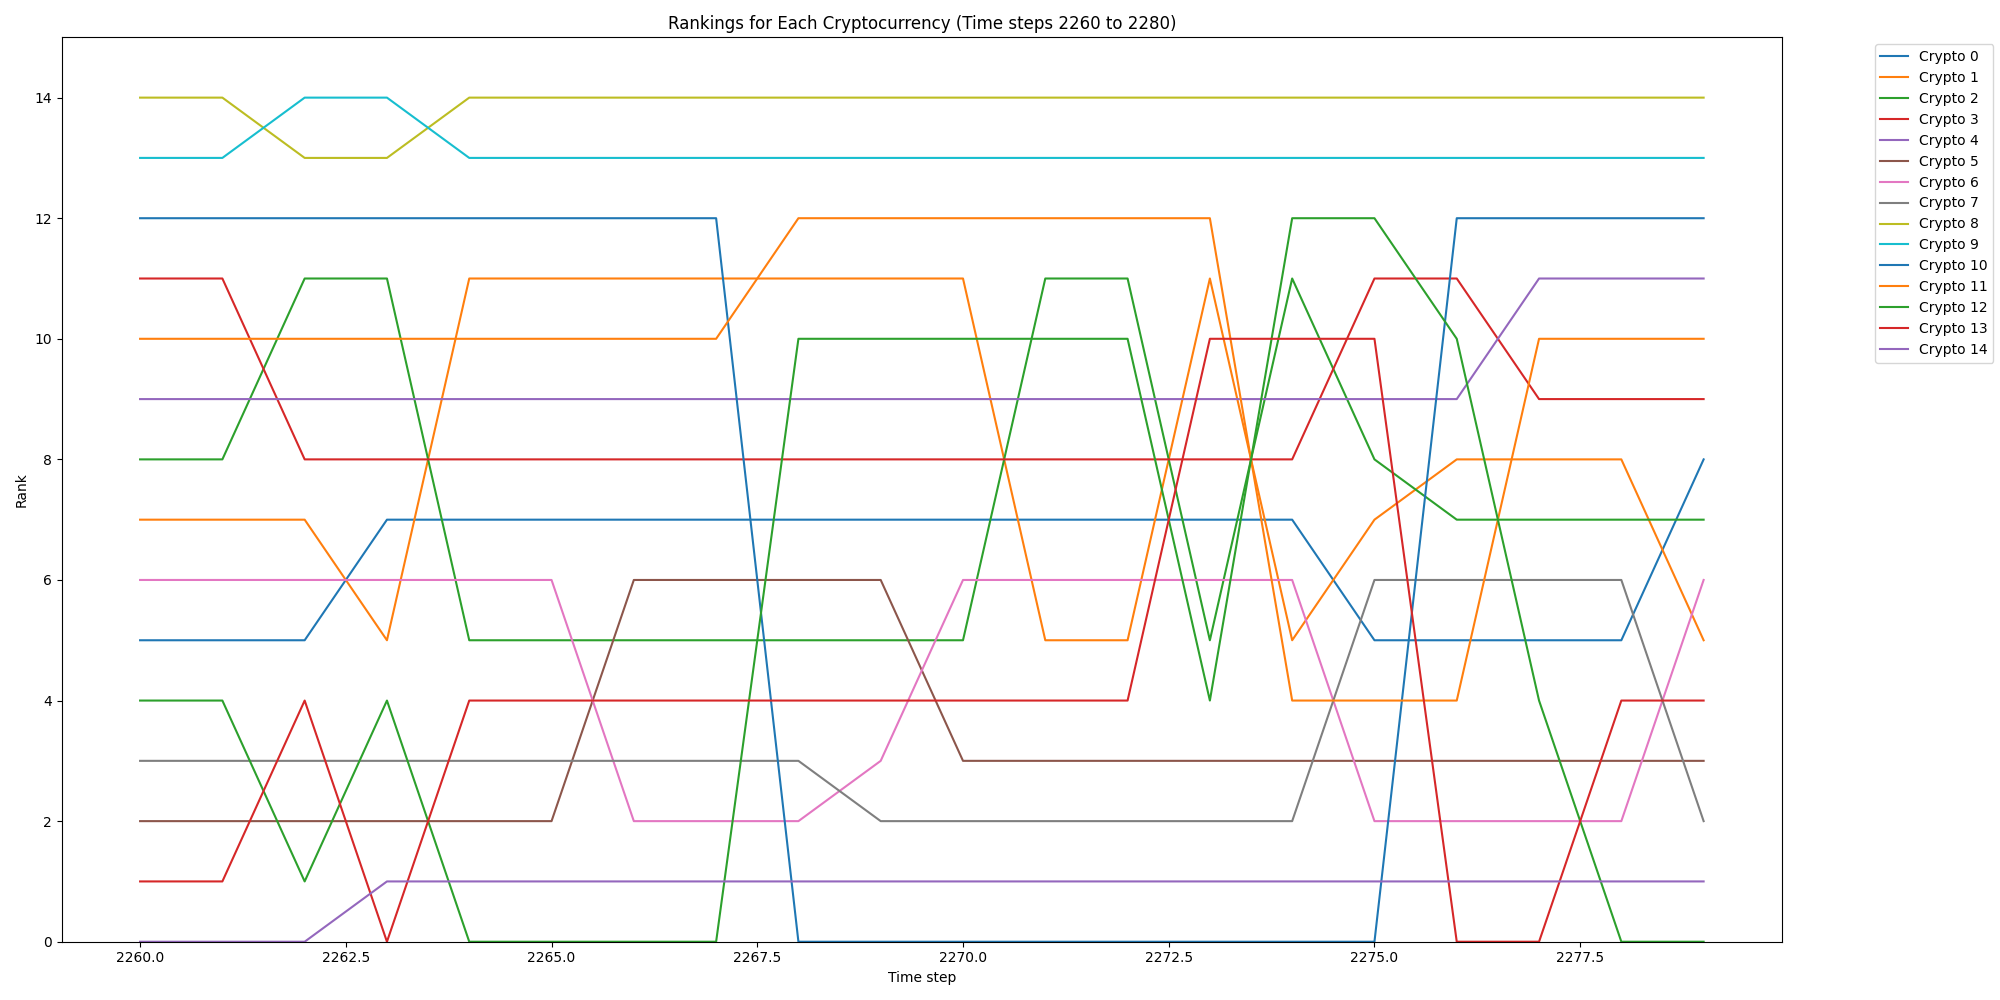 Rankings for Each Cryptocurrency (Time steps 2260 to 2280)
Rank
14
12
10
8
6
4
2
0
2260.0
2262.5
2265.0
2267.5
2270.0
2272.5
2275.0
2277.5
Time step
Crypto 0
Crypto 1
Crypto 2
Crypto 3
Crypto 4
Crypto 5
Crypto 6
Crypto 7
Crypto 8
Crypto 9
Crypto 10
Crypto 11
Crypto 12
Crypto 13
Crypto 14